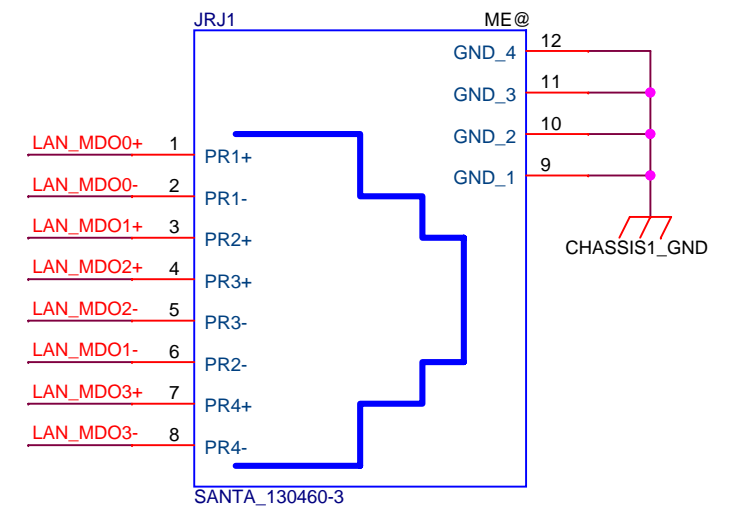 JRJ1 ME@
GND_4 12
GND_3 11
GND_2 10
GND_1 9
LAN_MDO0+ 1 PR1+
LAN_MDO0- 2 PR1-
LAN_MDO1+ 3 PR2+
LAN_MDO2+ 4 PR3+
LAN_MDO2- 5 PR3-
LAN_MDO1- 6 PR2-
LAN_MDO3+ 7 PR4+
LAN_MDO3- 8 PR4-
CHASSIS1_GND
SANTA_130460-3